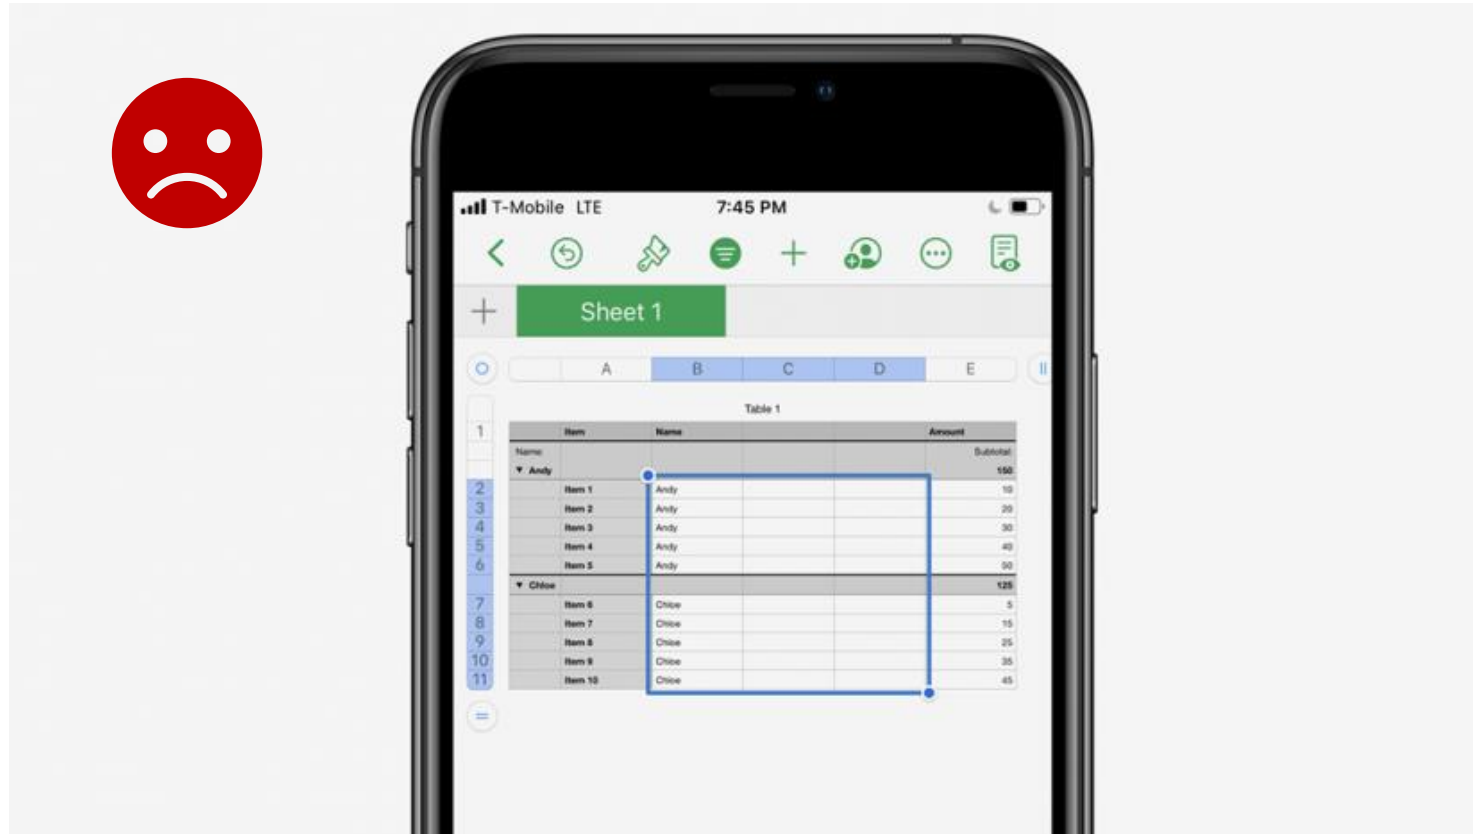 T-Mobile LTE 7:45 PM
Sheet 1
A B C D E
Table 1
1 Item Name Amount
Name Subtotal
Andy 150
2 Item 1 Andy 10
3 Item 2 Andy 20
4 Item 3 Andy 30
5 Item 4 Andy 40
6 Item 5 Andy 50
Chloe 125
7 Item 6 Chloe 5
8 Item 7 Chloe 15
9 Item 8 Chloe 25
10 Item 9 Chloe 35
11 Item 10 Chloe 45